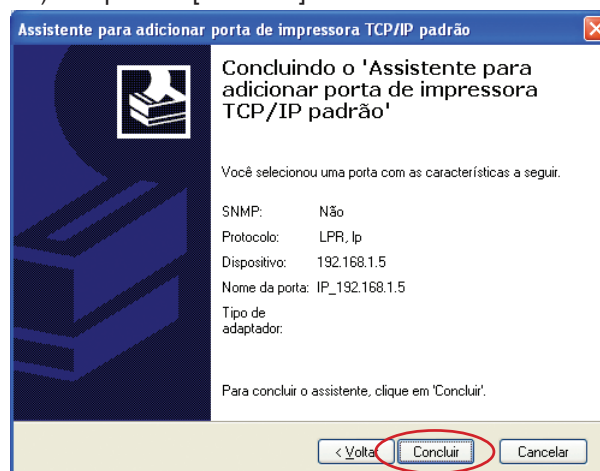 Assistente para adicionar porta de impressora TCP/IP padrão
Concluindo o 'Assistente para
adicionar porta de impressora
TCP/IP padrão'
Você selecionou uma porta com as características a seguir.
SNMP: Não
Protocolo: LPR, lp
Dispositivo: 192.168.1.5
Nome da porta: IP_192.168.1.5
Tipo de
adaptador:
Para concluir o assistente, clique em 'Concluir'.
< Volta Concluir Cancelar